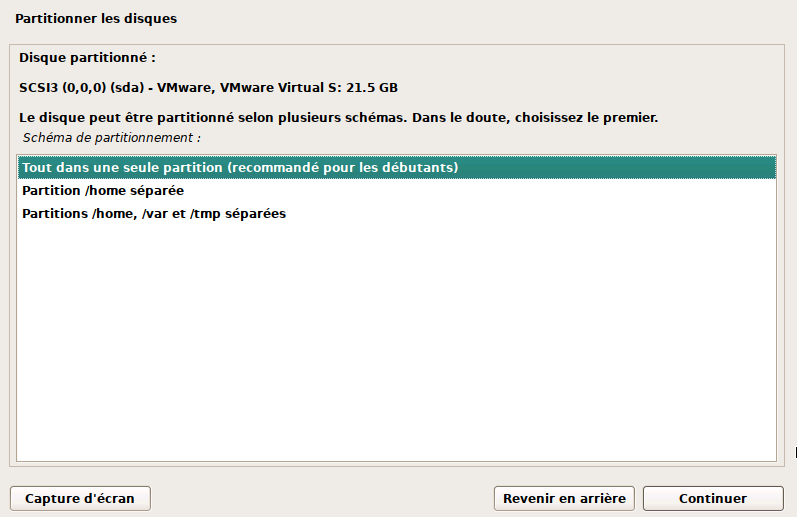 Partitionner les disques
Disque partitionné :
SCSI3 (0,0,0) (sda) - VMware, VMware Virtual S: 21.5 GB
Le disque peut être partitionné selon plusieurs schémas. Dans le doute, choisissez le premier.
Schéma de partitionnement :
Tout dans une seule partition (recommandé pour les débutants)
Partition /home séparée
Partitions /home, /var et /tmp séparées
Capture d'écran
Revenir en arrière
Continuer